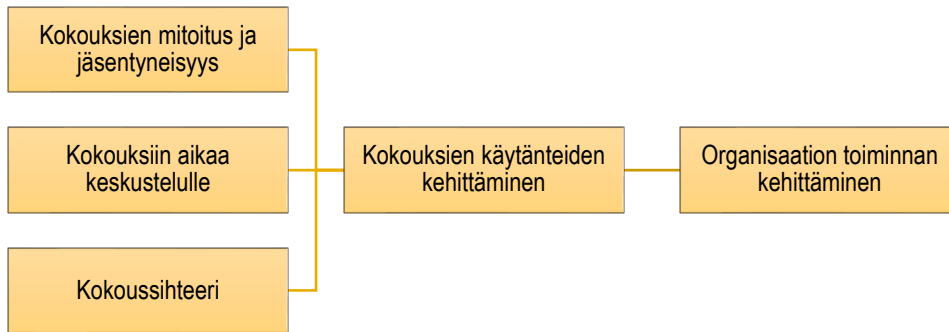 Kokouksien mitoitus ja
jäsentyneisyys
Kokouksiin aikaa
keskustelulle
Kokoussihteeri
Kokouksien käytänteiden
kehittäminen
Organisaation toiminnan
kehittäminen